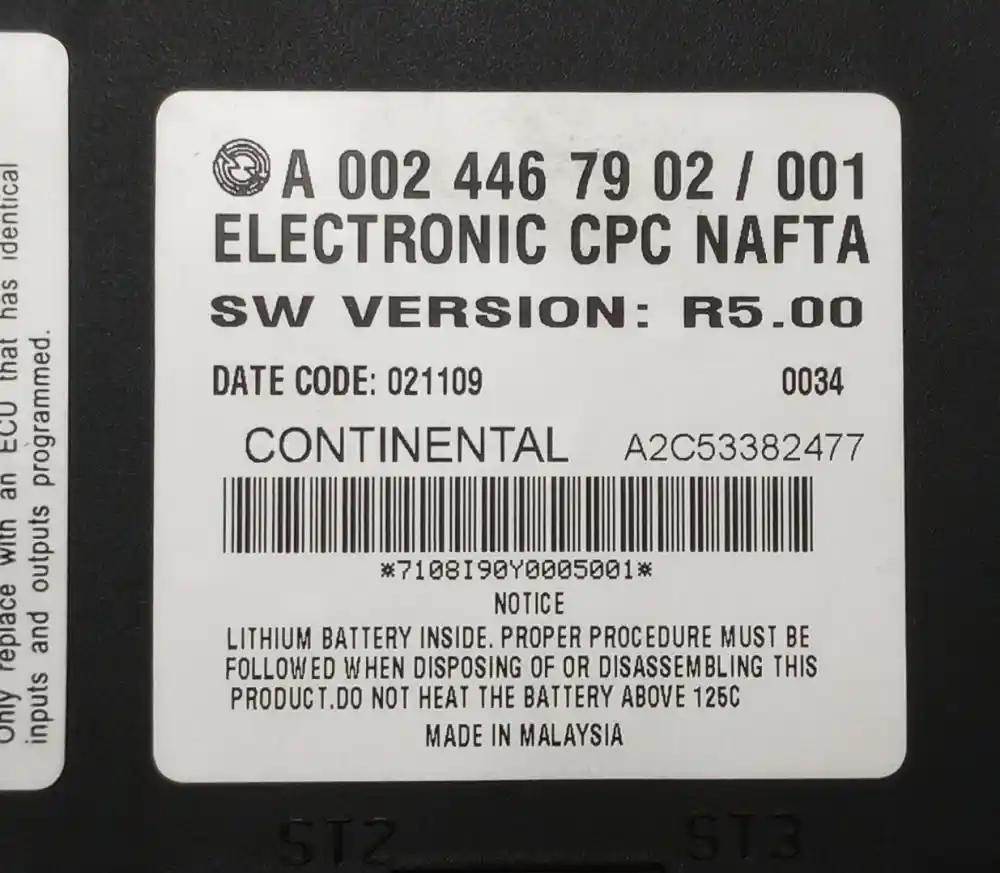 Only replace with an ECU that has identical
inputs and outputs programmed.
A 002 446 79 02 / 001
ELECTRONIC CPC NAFTA
SW VERSION: R5.00
DATE CODE: 021109 0034
CONTINENTAL A2C53382477
*7108I90Y0005001*
NOTICE
LITHIUM BATTERY INSIDE. PROPER PROCEDURE MUST BE
FOLLOWED WHEN DISPOSING OF OR DISASSEMBLING THIS
PRODUCT.DO NOT HEAT THE BATTERY ABOVE 125C
MADE IN MALAYSIA
ST2 ST3